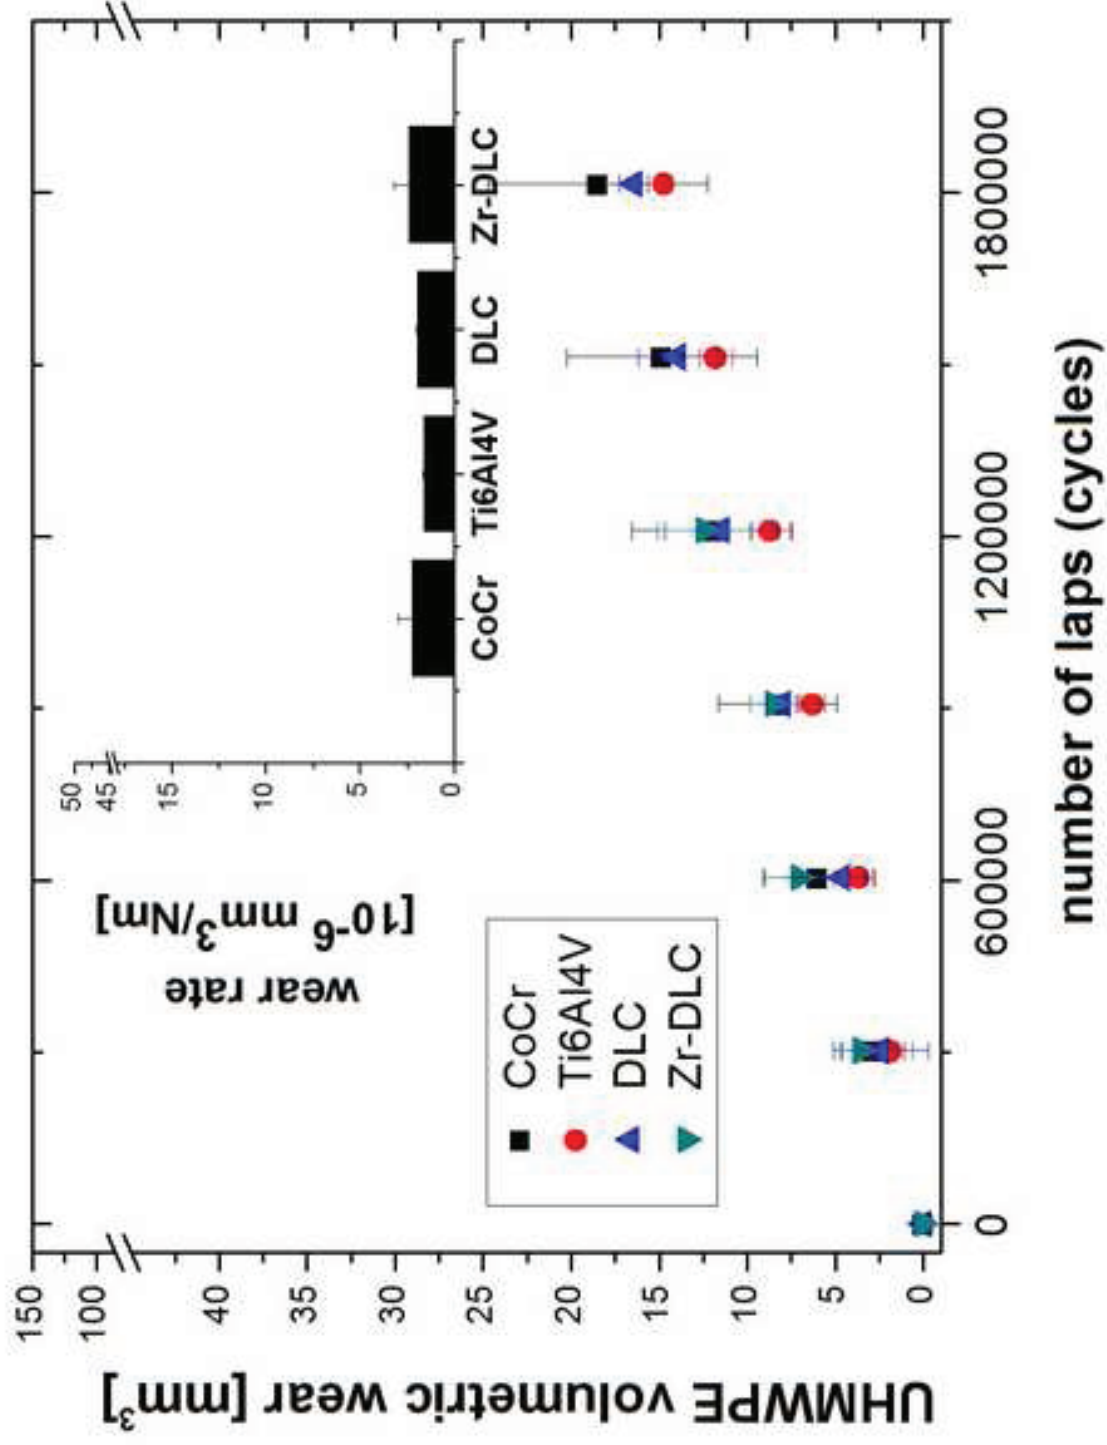 UHMWPE volumetric wear [mm³]
150
100
40
35
30
25
20
15
10
5
0
wear rate
[10⁻⁶ mm³/Nm]
50
45
15
10
5
0
CoCr Ti6Al4V DLC Zr-DLC
CoCr
Ti6Al4V
DLC
Zr-DLC
0 600000 1200000 1800000
number of laps (cycles)